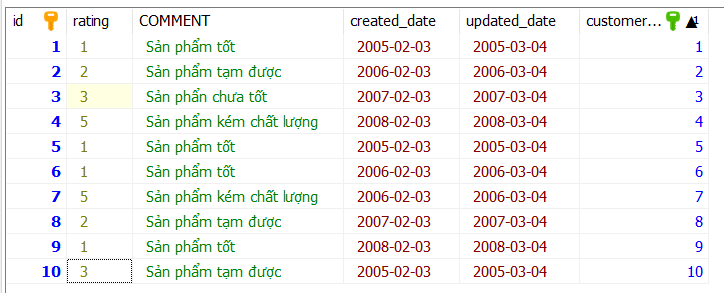 id rating COMMENT created_date updated_date customer... 1
1 1 Sản phẩm tốt 2005-02-03 2005-03-04 1
2 2 Sản phẩm tạm được 2006-02-03 2006-03-04 2
3 3 Sản phẩn chưa tốt 2007-02-03 2007-03-04 3
4 5 Sản phẩm kém chất lượng 2008-02-03 2008-03-04 4
5 1 Sản phẩm tốt 2005-02-03 2005-03-04 5
6 1 Sản phẩm tốt 2006-02-03 2006-03-04 6
7 5 Sản phẩm kém chất lượng 2006-02-03 2006-03-04 7
8 2 Sản phẩm tạm được 2007-02-03 2007-03-04 8
9 1 Sản phẩm tốt 2008-02-03 2008-03-04 9
10 3 Sản phẩm tạm được 2005-02-03 2005-03-04 10